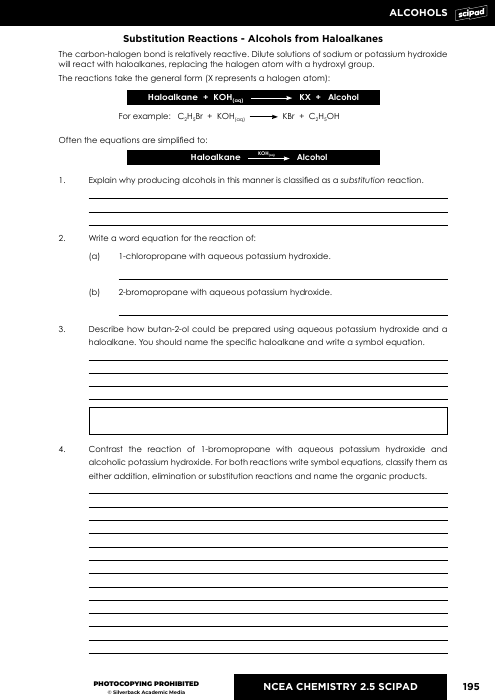 ALCOHOLS scipad
Substitution Reactions - Alcohols from Haloalkanes
The carbon-halogen bond is relatively reactive. Dilute solutions of sodium or potassium hydroxide
will react with haloalkanes, replacing the halogen atom with a hydroxyl group.
The reactions take the general form (X represents a halogen atom):
Haloalkane + KOH(aq) ⟶ KX + Alcohol
For example: C₂H₅Br + KOH(aq) ⟶ KBr + C₂H₅OH
Often the equations are simplified to:
KOH(aq)
Haloalkane ⟶ Alcohol
1. Explain why producing alcohols in this manner is classified as a substitution reaction.
2. Write a word equation for the reaction of:
(a) 1-chloropropane with aqueous potassium hydroxide.
(b) 2-bromopropane with aqueous potassium hydroxide.
3. Describe how butan-2-ol could be prepared using aqueous potassium hydroxide and a
haloalkane. You should name the specific haloalkane and write a symbol equation.
4. Contrast the reaction of 1-bromopropane with aqueous potassium hydroxide and
alcoholic potassium hydroxide. For both reactions write symbol equations, classify them as
either addition, elimination or substitution reactions and name the organic products.
PHOTOCOPYING PROHIBITED
© Silverback Academic Media
NCEA CHEMISTRY 2.5 SCIPAD
195